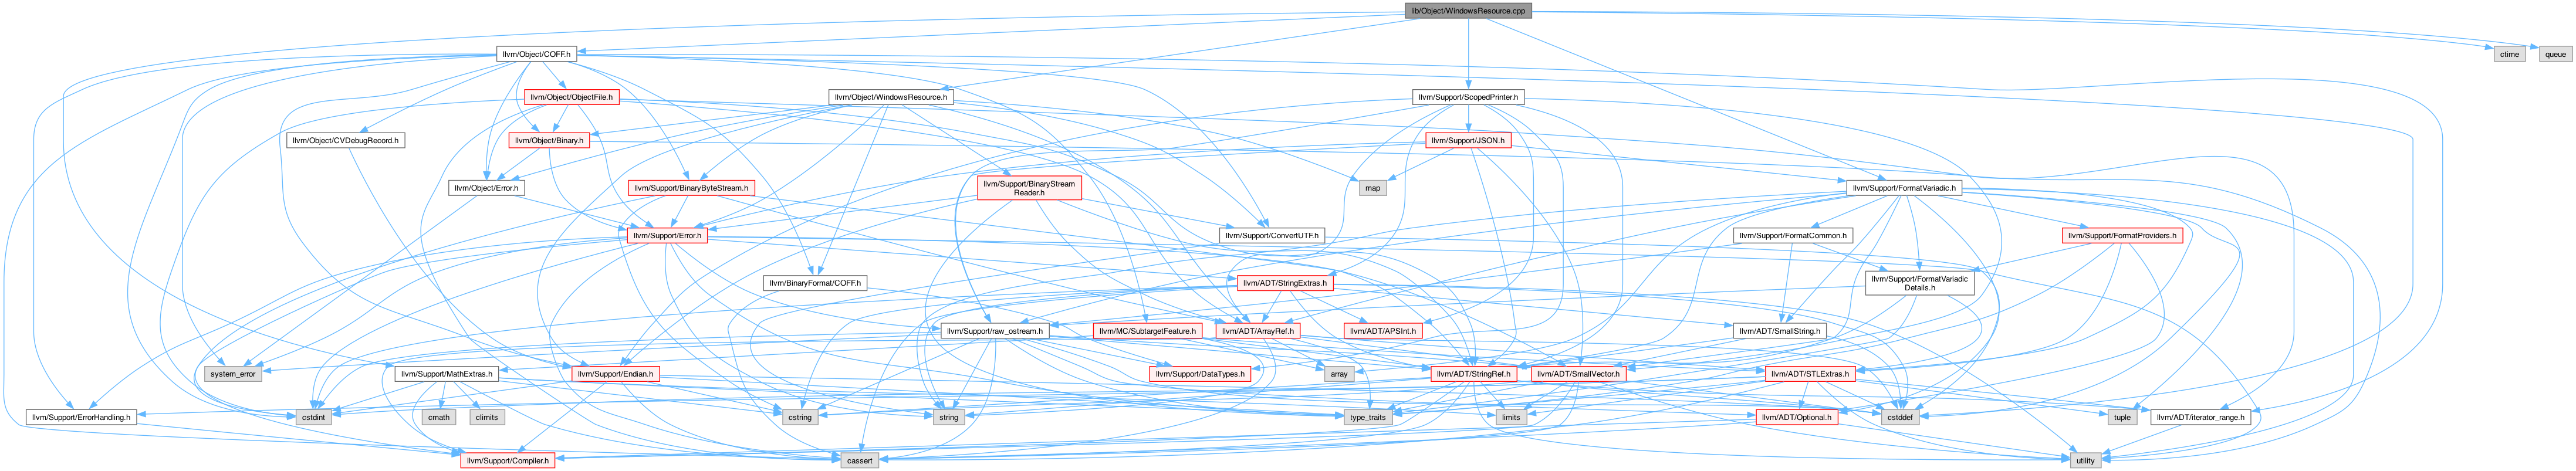 lib/Object/WindowsResource.cpp
llvm/Object/COFF.h
ctime
queue
llvm/Object/ObjectFile.h
llvm/Object/WindowsResource.h
llvm/Support/ScopedPrinter.h
llvm/Object/CVDebugRecord.h
llvm/Object/Binary.h
llvm/Support/JSON.h
llvm/Object/Error.h
llvm/Support/BinaryByteStream.h
llvm/Support/BinaryStream
Reader.h
map
llvm/Support/FormatVariadic.h
llvm/Support/Error.h
llvm/Support/ConvertUTF.h
llvm/Support/FormatCommon.h
llvm/Support/FormatProviders.h
llvm/BinaryFormat/COFF.h
llvm/ADT/StringExtras.h
llvm/Support/FormatVariadic
Details.h
llvm/Support/raw_ostream.h
llvm/MC/SubtargetFeature.h
llvm/ADT/ArrayRef.h
llvm/ADT/APSInt.h
llvm/ADT/SmallString.h
system_error
llvm/Support/MathExtras.h
llvm/Support/Endian.h
llvm/Support/DataTypes.h
array
llvm/ADT/StringRef.h
llvm/ADT/SmallVector.h
llvm/ADT/STLExtras.h
llvm/Support/ErrorHandling.h
cstdint
cmath
climits
cstring
string
type_traits
limits
llvm/ADT/Optional.h
cstddef
tuple
llvm/ADT/iterator_range.h
llvm/Support/Compiler.h
cassert
utility